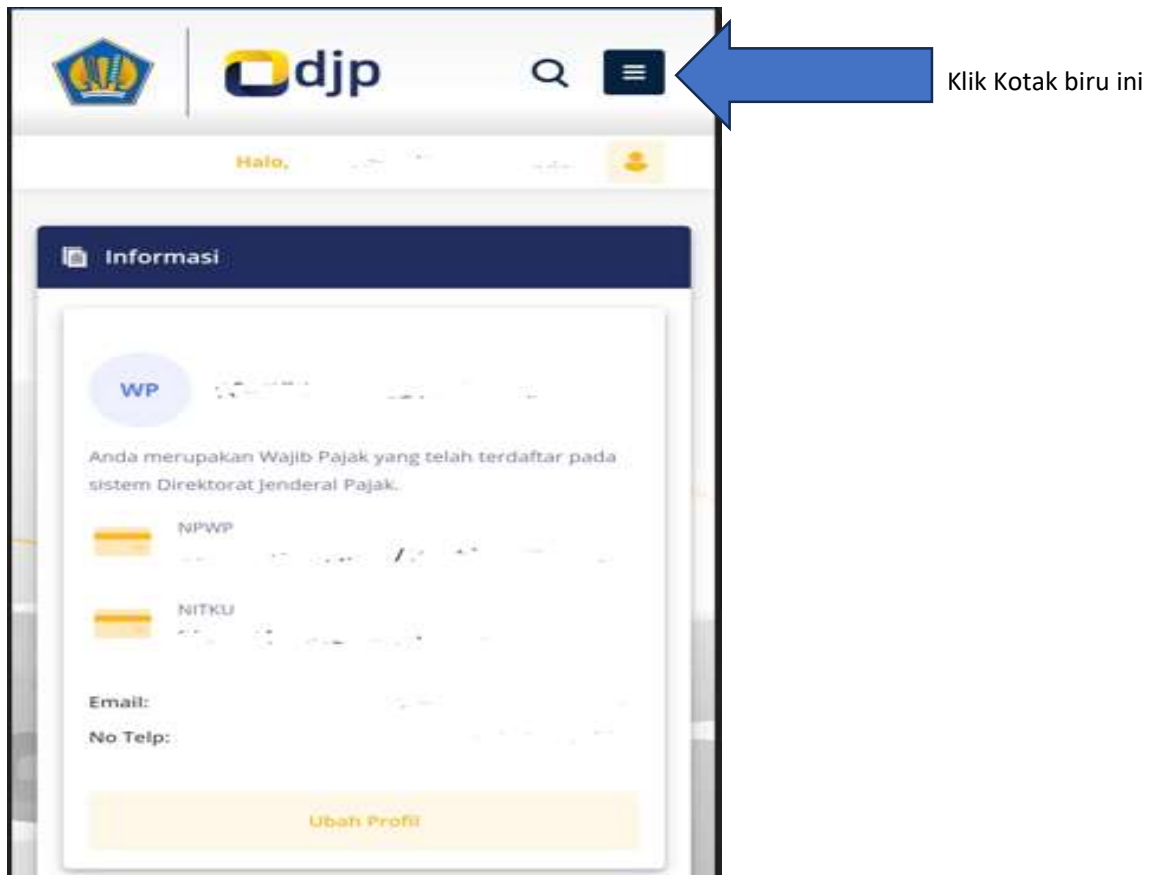 djp
Klik Kotak biru ini
Halo,
Informasi
WP
Anda merupakan Wajib Pajak yang telah terdaftar pada
sistem Direktorat Jenderal Pajak.
NPWP
NITKU
Email:
No Telp:
Ubah Profil